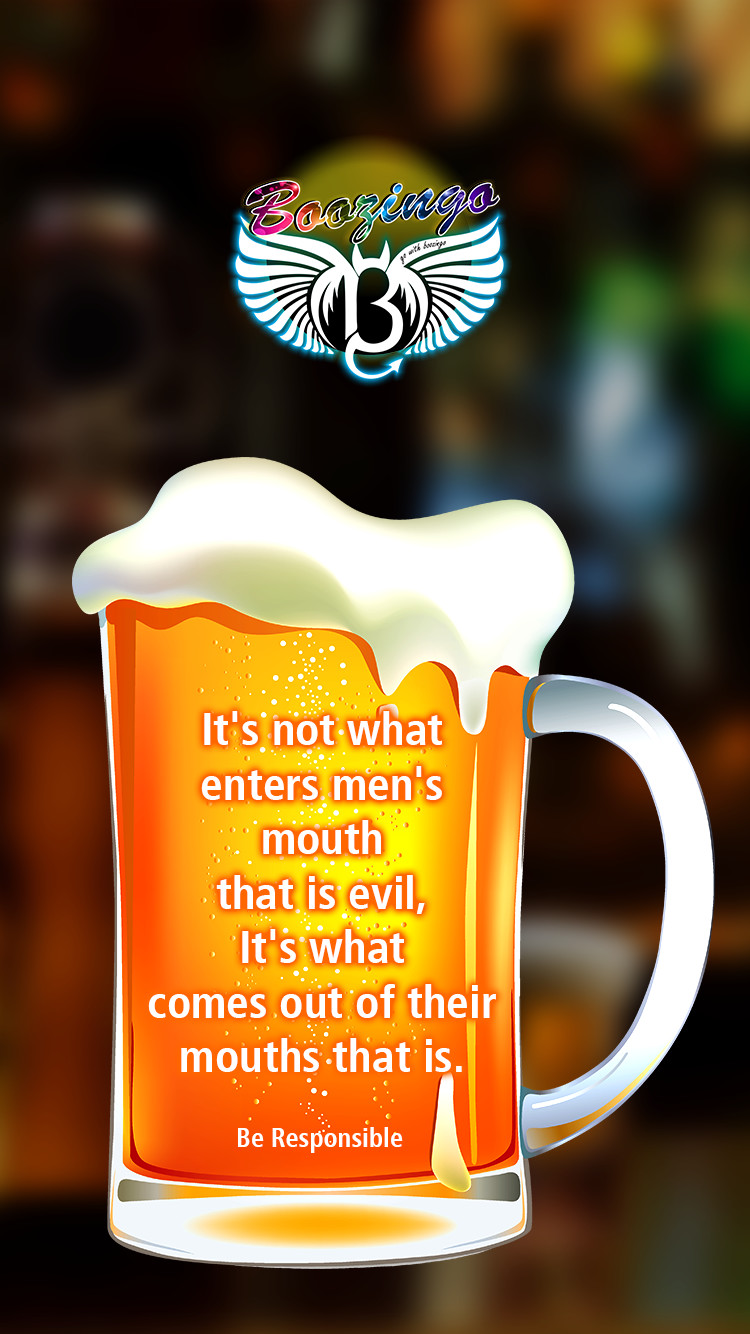 Boozingo
go with boozingo
B
It's not what
enters men's
mouth
that is evil,
It's what
comes out of their
mouths that is.
Be Responsible